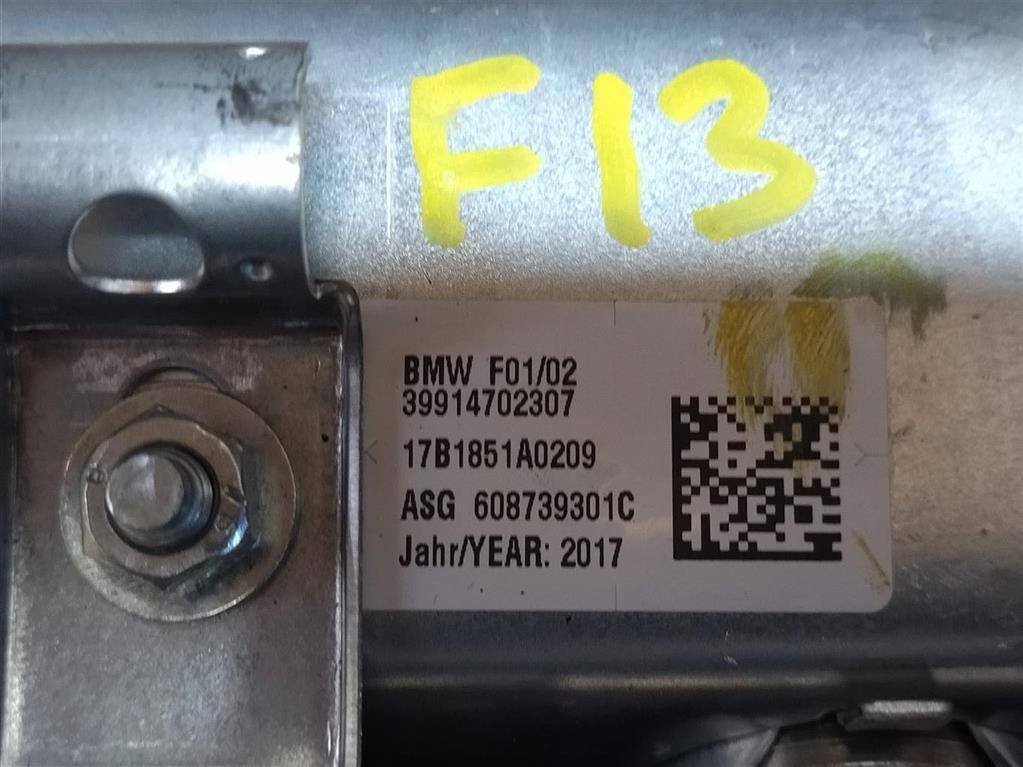 F13
BMW F01/02
39914702307
17B1851A0209
ASG 608739301C
Jahr/YEAR: 2017